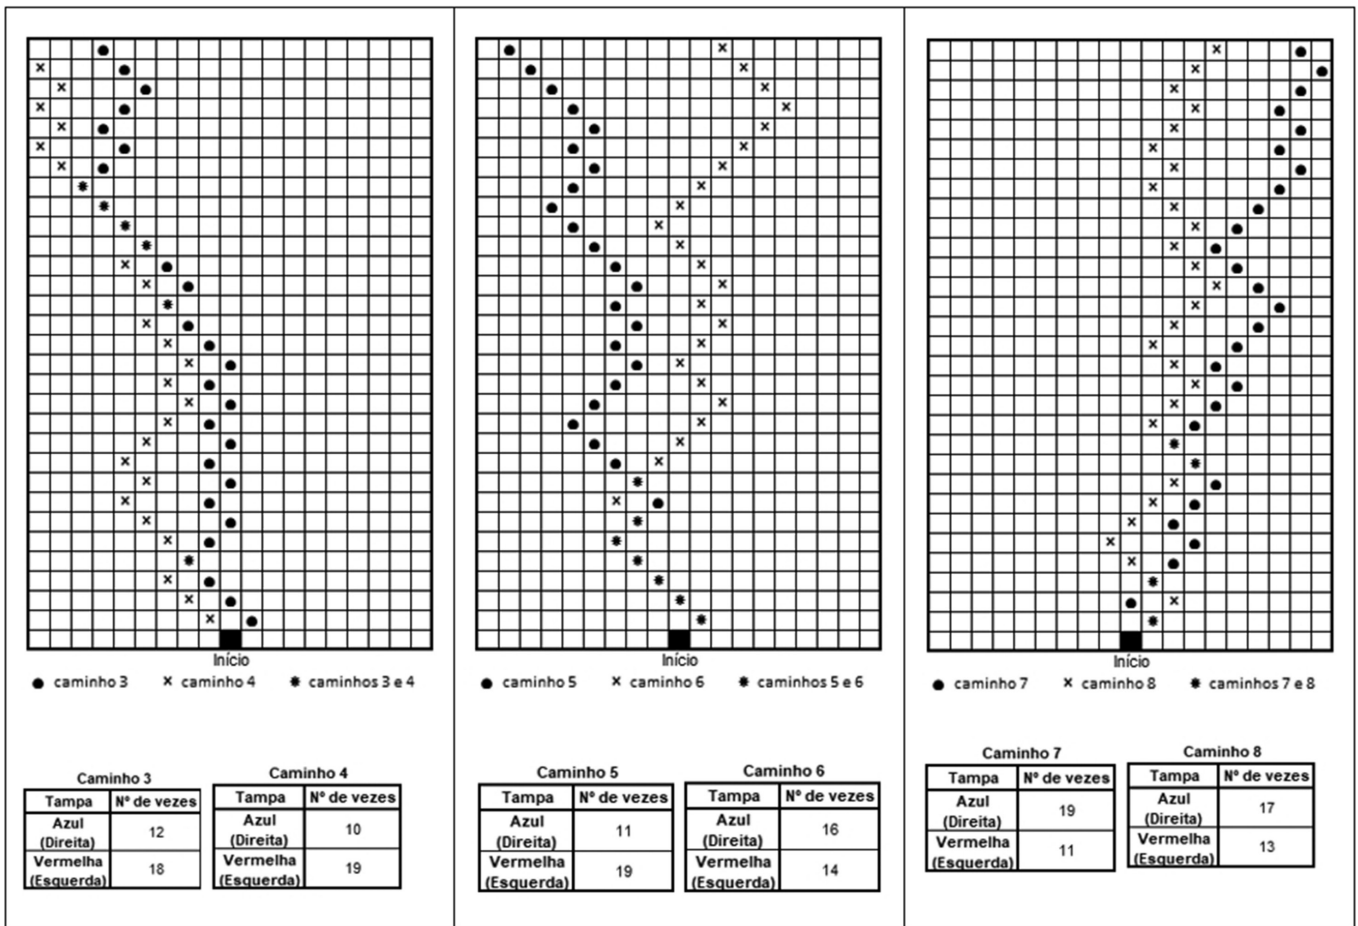 Início
● caminho 3 × caminho 4 ✱ caminhos 3 e 4
Caminho 3
Tampa Nº de vezes
Azul
(Direita) 12
Vermelha
(Esquerda) 18
Caminho 4
Tampa Nº de vezes
Azul
(Direita) 10
Vermelha
(Esquerda) 19
Início
● caminho 5 × caminho 6 ✱ caminhos 5 e 6
Caminho 5
Tampa Nº de vezes
Azul
(Direita) 11
Vermelha
(Esquerda) 19
Caminho 6
Tampa Nº de vezes
Azul
(Direita) 16
Vermelha
(Esquerda) 14
Início
● caminho 7 × caminho 8 ✱ caminhos 7 e 8
Caminho 7
Tampa Nº de vezes
Azul
(Direita) 19
Vermelha
(Esquerda) 11
Caminho 8
Tampa Nº de vezes
Azul
(Direita) 17
Vermelha
(Esquerda) 13